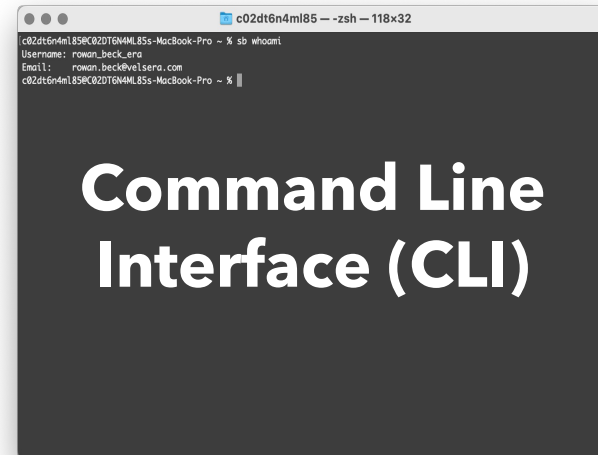 c02dt6n4ml85 — -zsh — 118×32
[c02dt6n4ml85@C02DT6N4ML85s-MacBook-Pro ~ % sb whoami
Username: rowan_beck_era
Email: rowan.beck@velsera.com
c02dt6n4ml85@C02DT6N4ML85s-MacBook-Pro ~ %
Command Line
Interface (CLI)